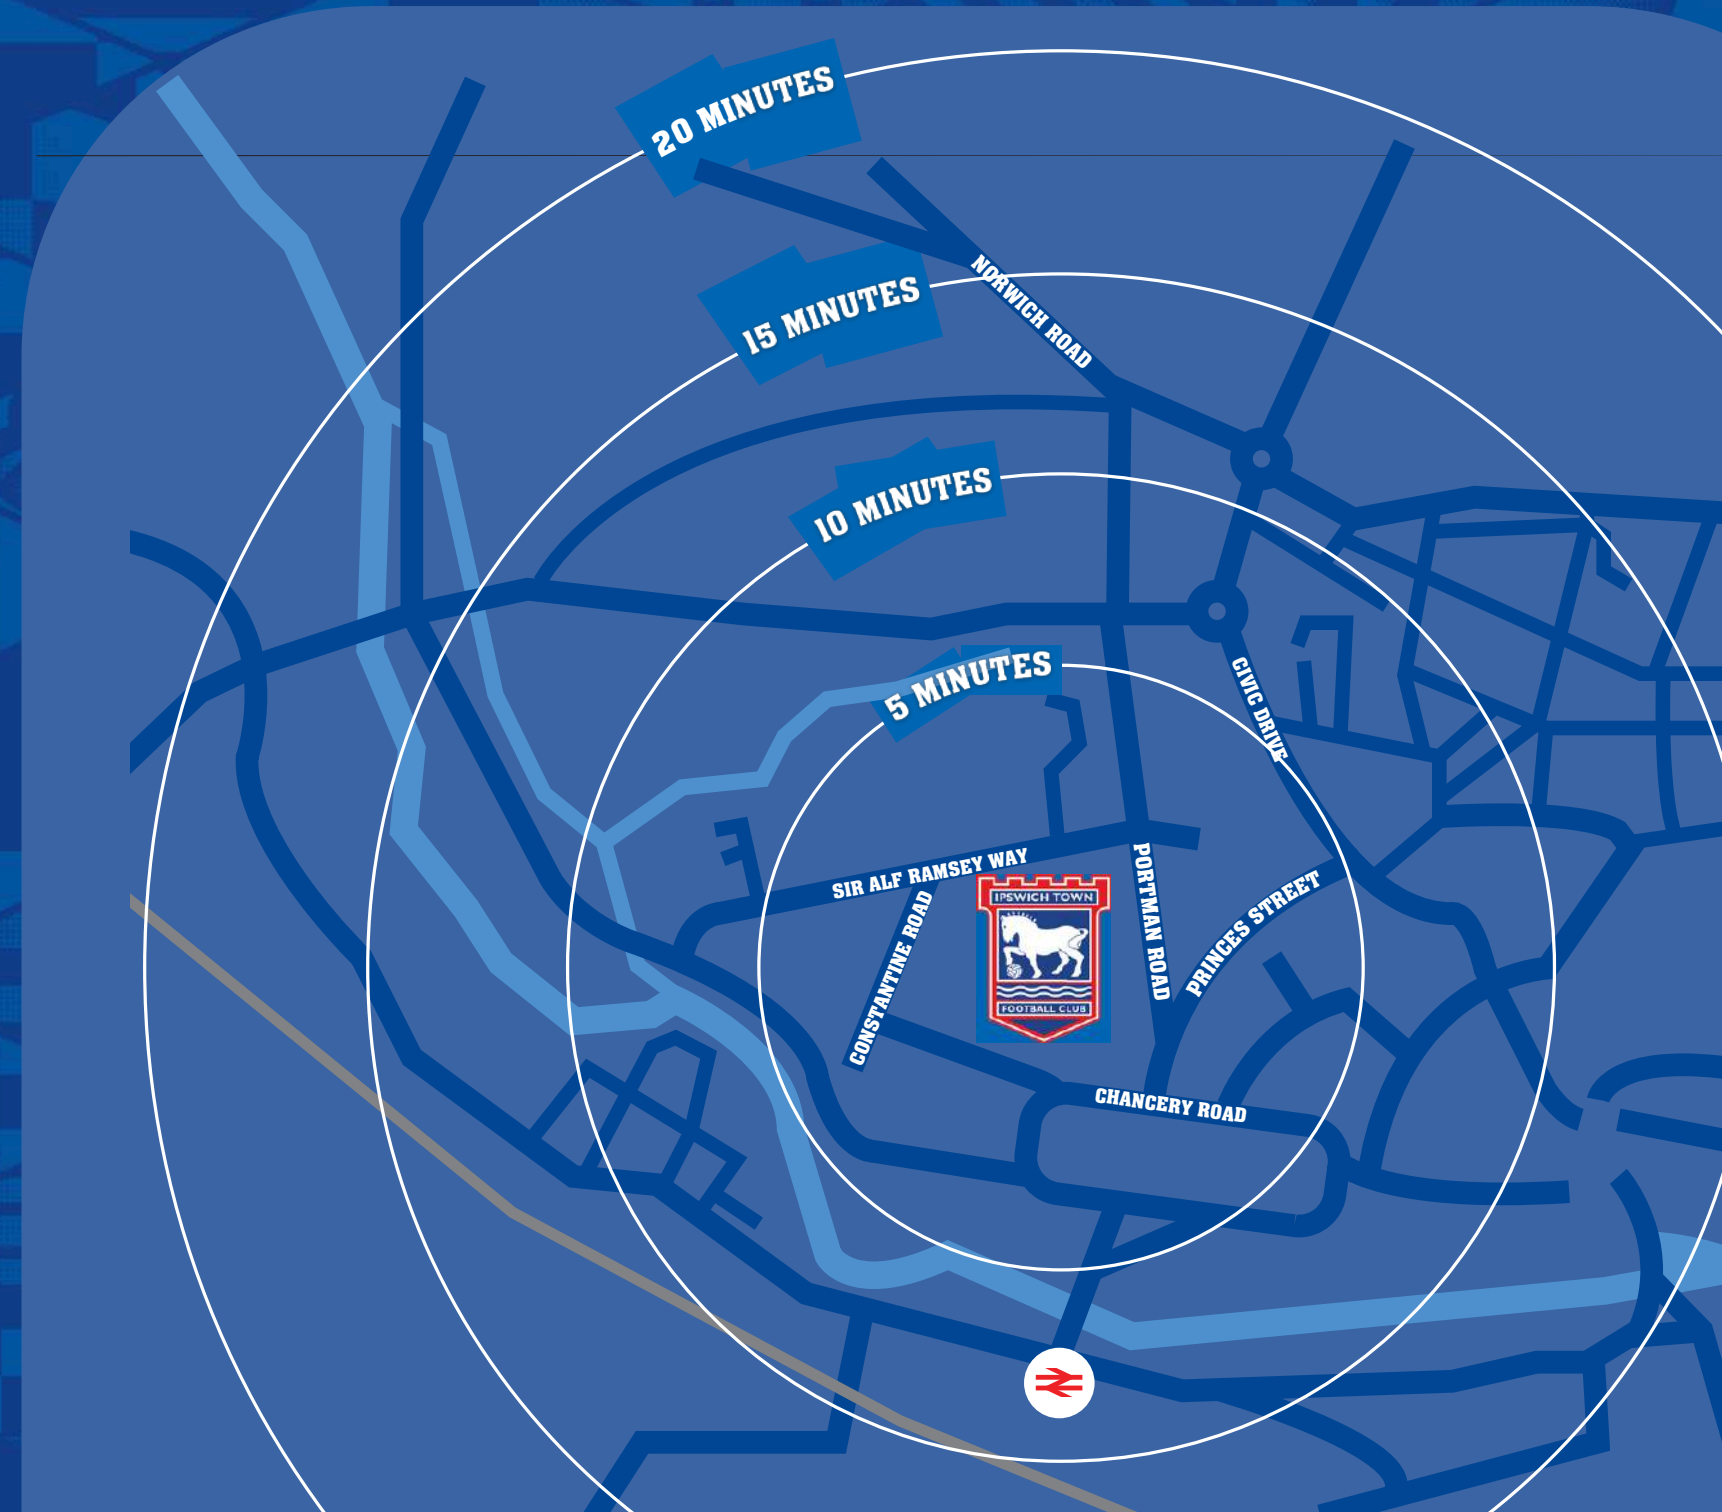 20 MINUTES
15 MINUTES
NORWICH ROAD
10 MINUTES
5 MINUTES
CIVIC DRIVE
SIR ALF RAMSEY WAY
CONSTANTINE ROAD
IPSWICH TOWN
FOOTBALL CLUB
PORTMAN ROAD
PRINCES STREET
CHANCERY ROAD